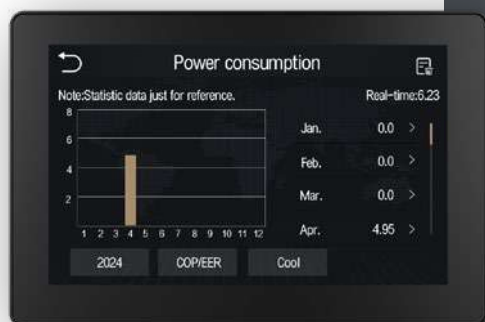 Power consumption
Note:Statistic data just for reference.
Real-time:6.23
8
6
4
2
1 2 3 4 5 6 7 8 9 10 11 12
Jan. 0.0 >
Feb. 0.0 >
Mar. 0.0 >
Apr. 4.95 >
2024 COP/EER Cool